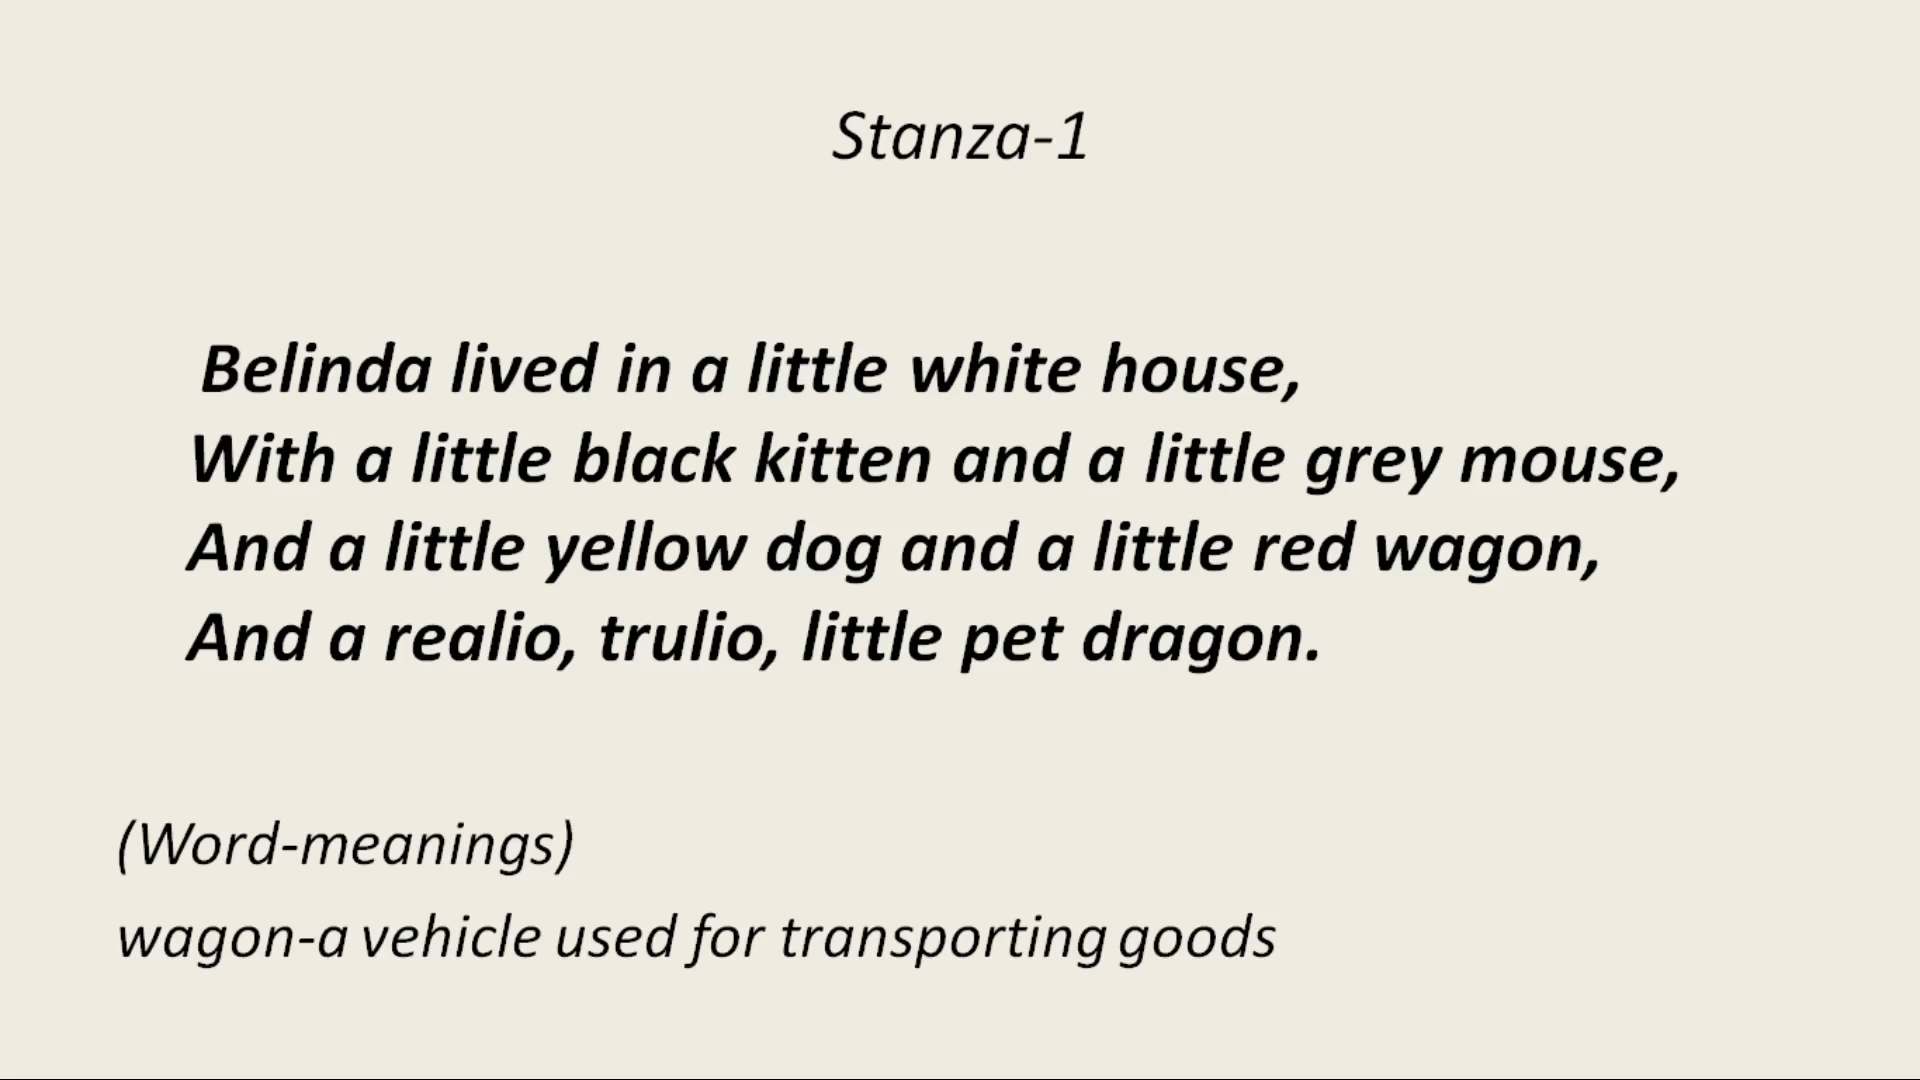 Stanza-1
Belinda lived in a little white house,
With a little black kitten and a little grey mouse,
And a little yellow dog and a little red wagon,
And a realio, trulio, little pet dragon.
(Word-meanings)
wagon-a vehicle used for transporting goods